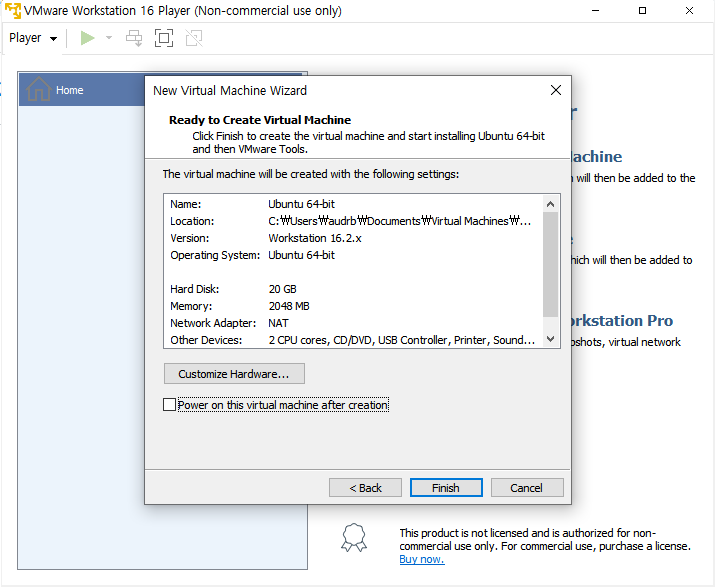 VMware Workstation 16 Player (Non-commercial use only)
Player
Home
New Virtual Machine Wizard
Ready to Create Virtual Machine
Click Finish to create the virtual machine and start installing Ubuntu 64-bit
and then VMware Tools.
The virtual machine will be created with the following settings:
Name: Ubuntu 64-bit
Location: C:₩Users₩audrb₩Documents₩Virtual Machines₩...
Version: Workstation 16.2.x
Operating System: Ubuntu 64-bit
Hard Disk: 20 GB
Memory: 2048 MB
Network Adapter: NAT
Other Devices: 2 CPU cores, CD/DVD, USB Controller, Printer, Sound...
Customize Hardware...
Power on this virtual machine after creation
< Back
Finish
Cancel
will then be added to the
will then be added to
Pro
virtual network
This product is not licensed and is authorized for non-
commercial use only. For commercial use, purchase a license.
Buy now.